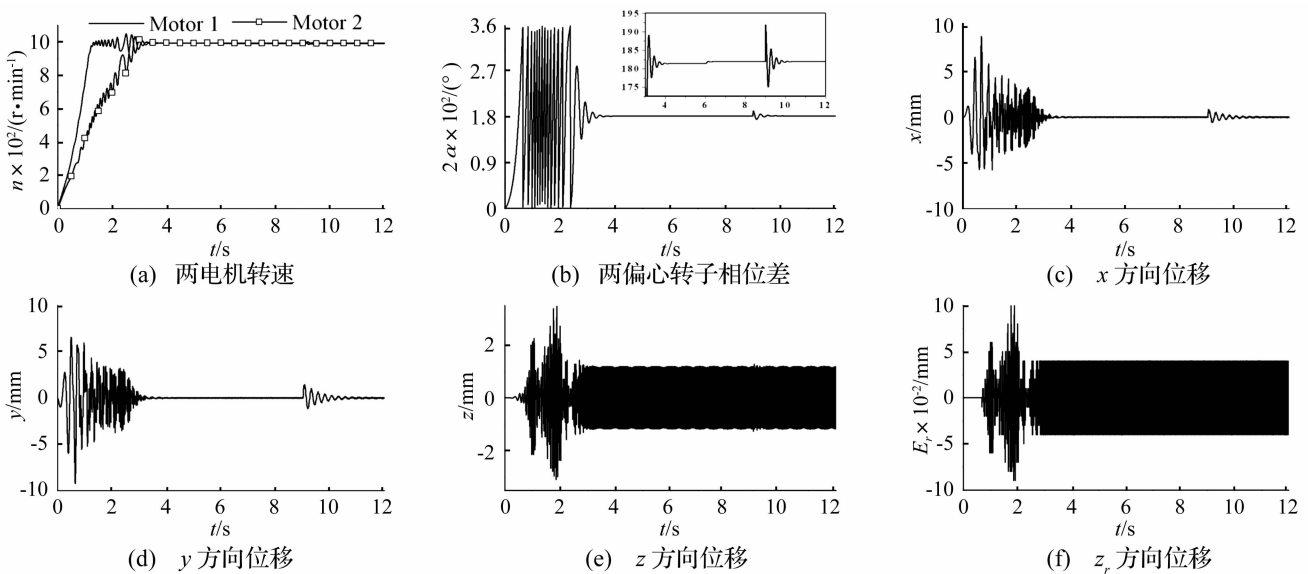 Motor 1 Motor 2
n × 10²/(r•min⁻¹)
10
8
6
4
2
0
0 2 4 6 8 10 12
t/s
(a) 两电机转速
2α × 10²/(°)
3.6
2.7
1.8
0.9
0
195
190
185
180
175
4 6 8 10 12
0 2 4 6 8 10 12
t/s
(b) 两偏心转子相位差
x/mm
10
5
0
-5
-10
0 2 4 6 8 10 12
t/s
(c) x 方向位移
y/mm
10
5
0
-5
-10
0 2 4 6 8 10 12
t/s
(d) y 方向位移
z/mm
2
0
-2
0 2 4 6 8 10 12
t/s
(e) z 方向位移
Eᵣ × 10⁻²/mm
10
5
0
-5
-10
0 2 4 6 8 10 12
t/s
(f) zᵣ 方向位移